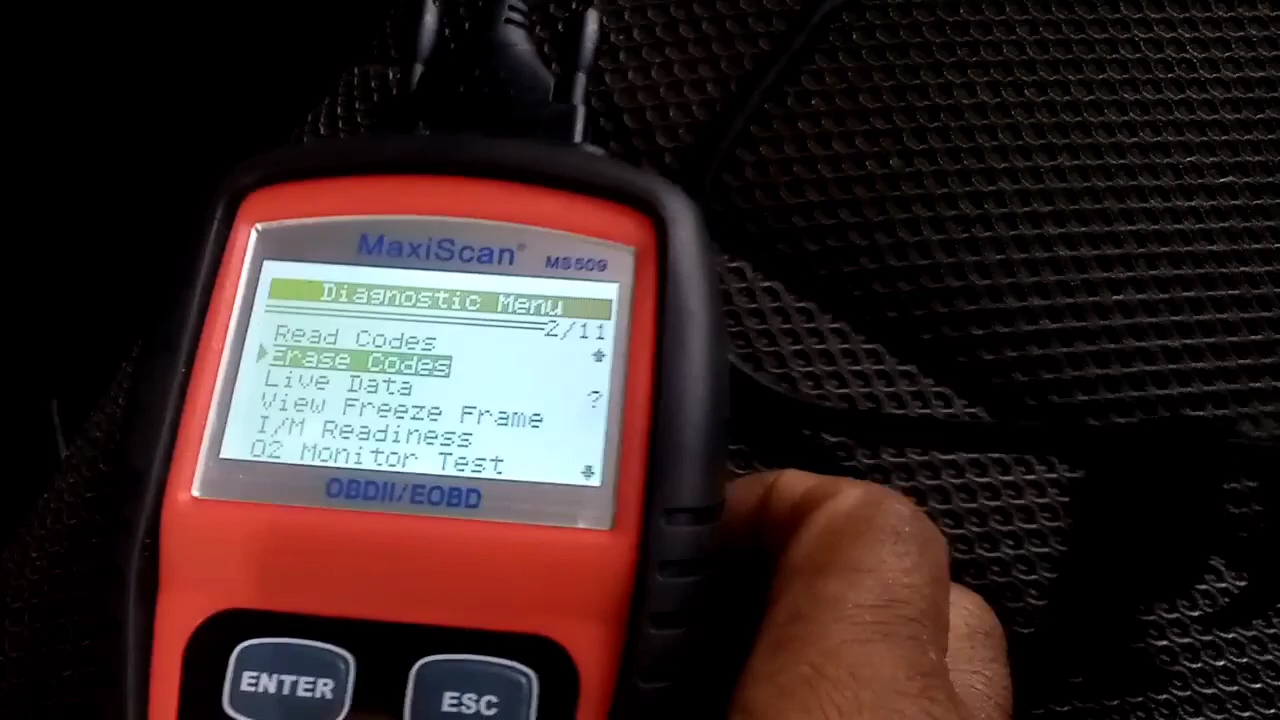 MaxiScan®
MS509
Diagnostic Menu
2/11
Read Codes
Erase Codes
Live Data
?
View Freeze Frame
I/M Readiness
O2 Monitor Test
OBDII/EOBD
ENTER
ESC